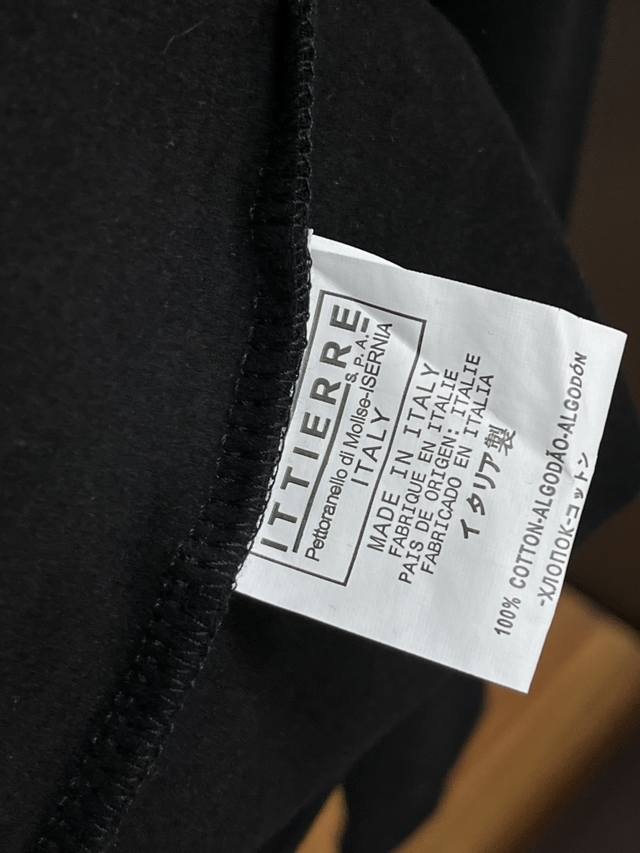 ITTIERRE
S.P.A.
Pettoranello di Molise-ISERNIA
ITALY
MADE IN ITALY
FABRIQUE EN ITALIE
PAIS DE ORIGEN: ITALIE
FABRICADO EN ITALIA
イタリア製
100% COTTON-ALGODÃO-ALGODÓN
-ХЛОПОК-コットン